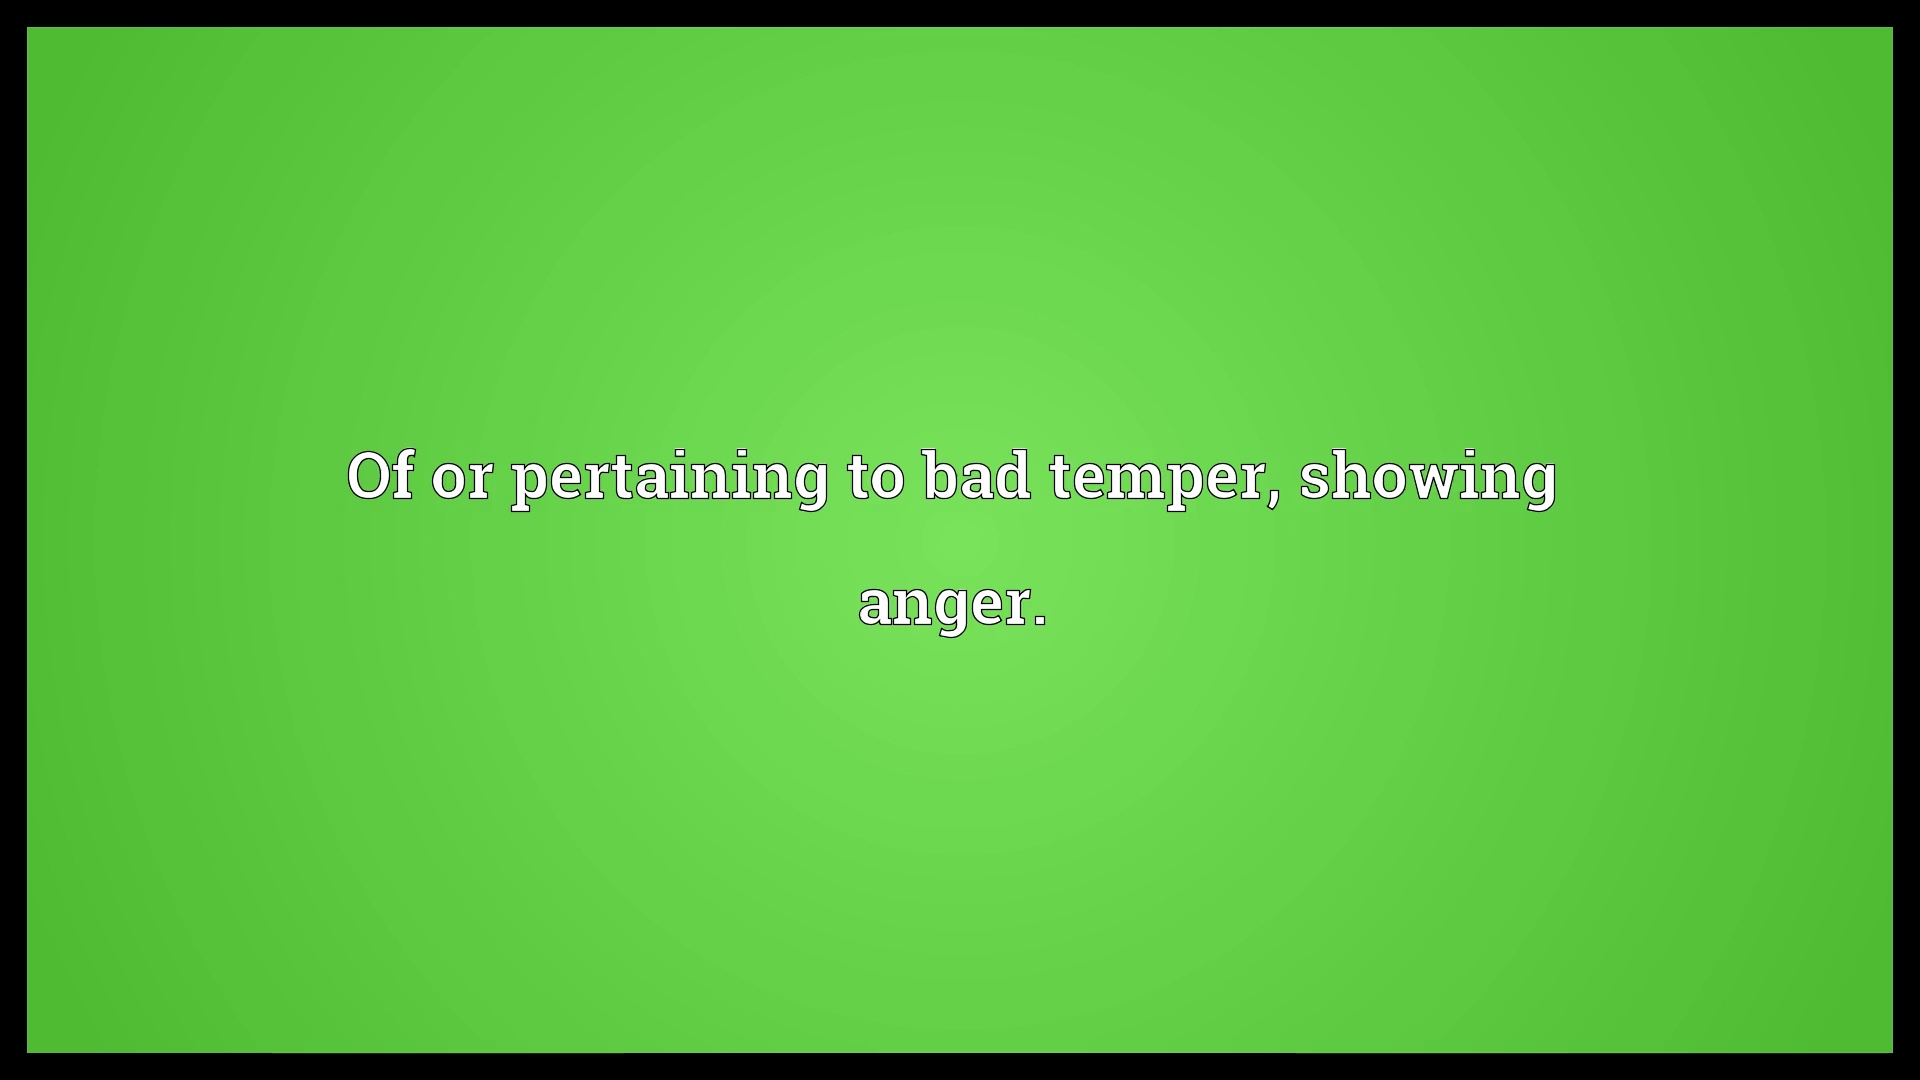 Of or pertaining to bad temper, showing
anger.